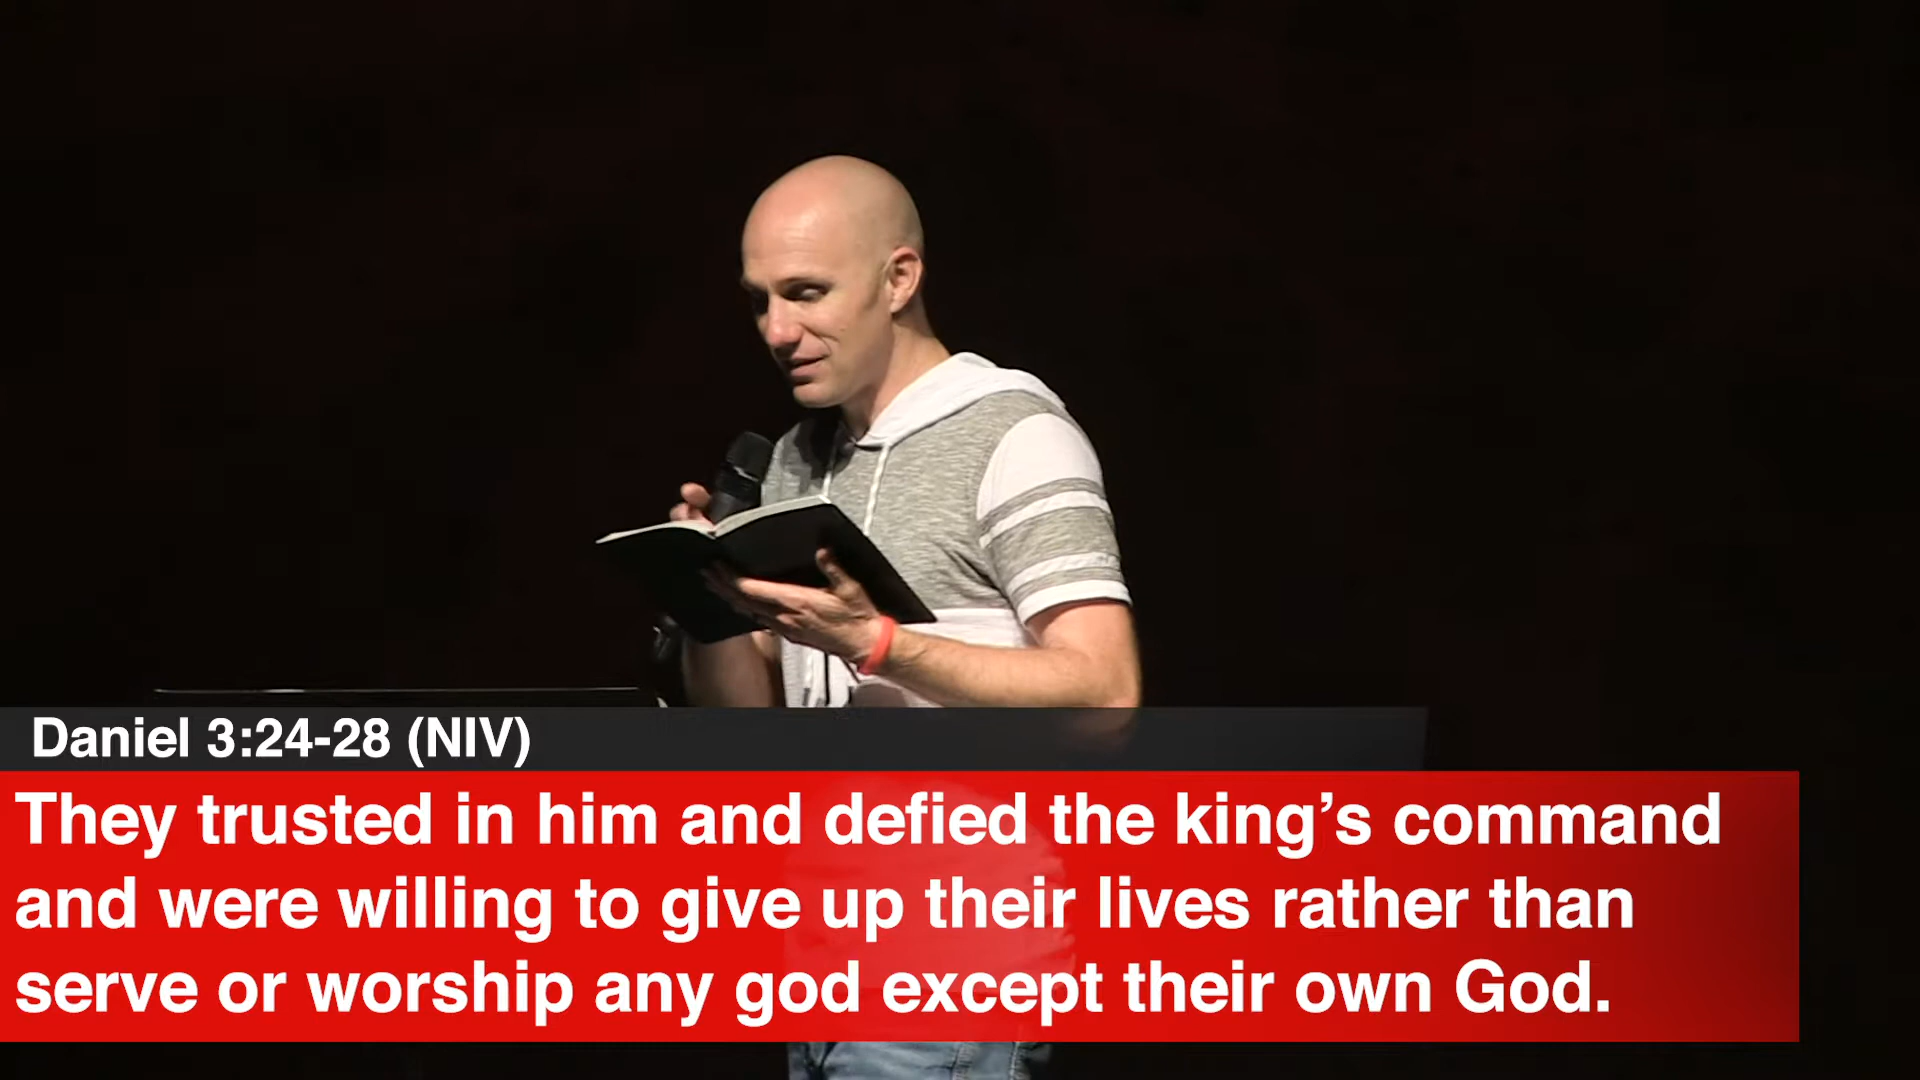 Daniel 3:24-28 (NIV)
They trusted in him and defied the king’s command
and were willing to give up their lives rather than
serve or worship any god except their own God.